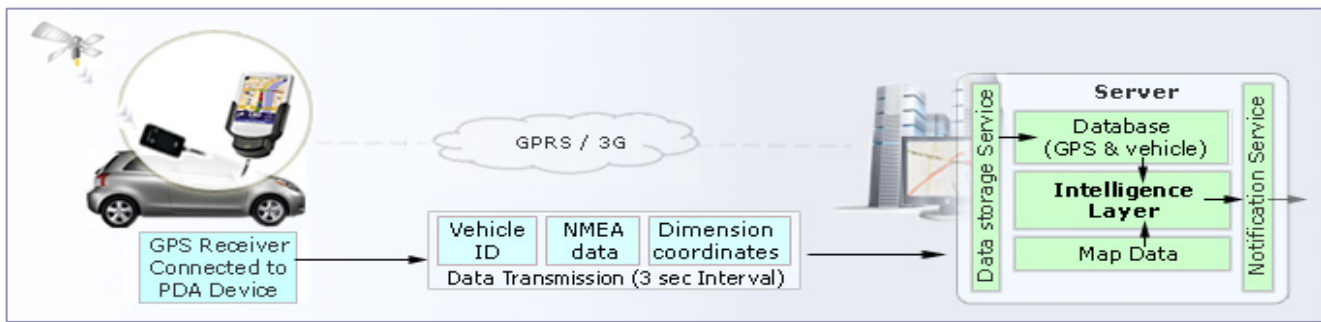 GPS Receiver
Connected to
PDA Device
GPRS / 3G
Vehicle
ID
NMEA
data
Dimension
coordinates
Data Transmission (3 sec Interval)
Server
Data storage Service
Database
(GPS & vehicle)
Intelligence
Layer
Map Data
Notification Service